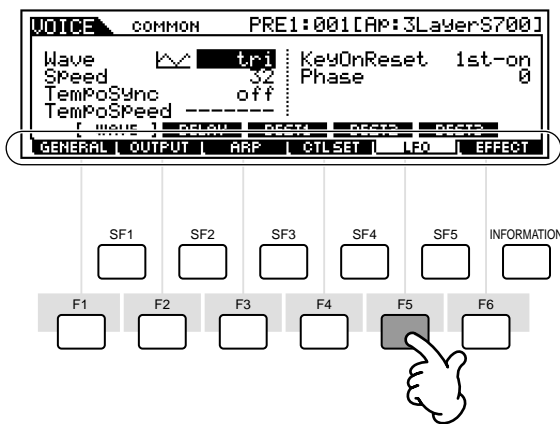 VOICE COMMON PRE1:001[AP:3LayerS700]
Wave tri KeyOnReset 1st-on
Speed 32 Phase 0
TempoSync off
TempoSpeed -------
[ WAVE ] DELAY DEST1 DEST2 DEST3
GENERAL OUTPUT ARP CTL SET LFO EFFECT
SF1 SF2 SF3 SF4 SF5 INFORMATION
F1 F2 F3 F4 F5 F6